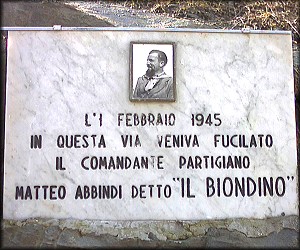 L'1 FEBBRAIO 1945
IN QUESTA VIA VENIVA FUCILATO
IL COMANDANTE PARTIGIANO
MATTEO ABBINDI DETTO "IL BIONDINO"